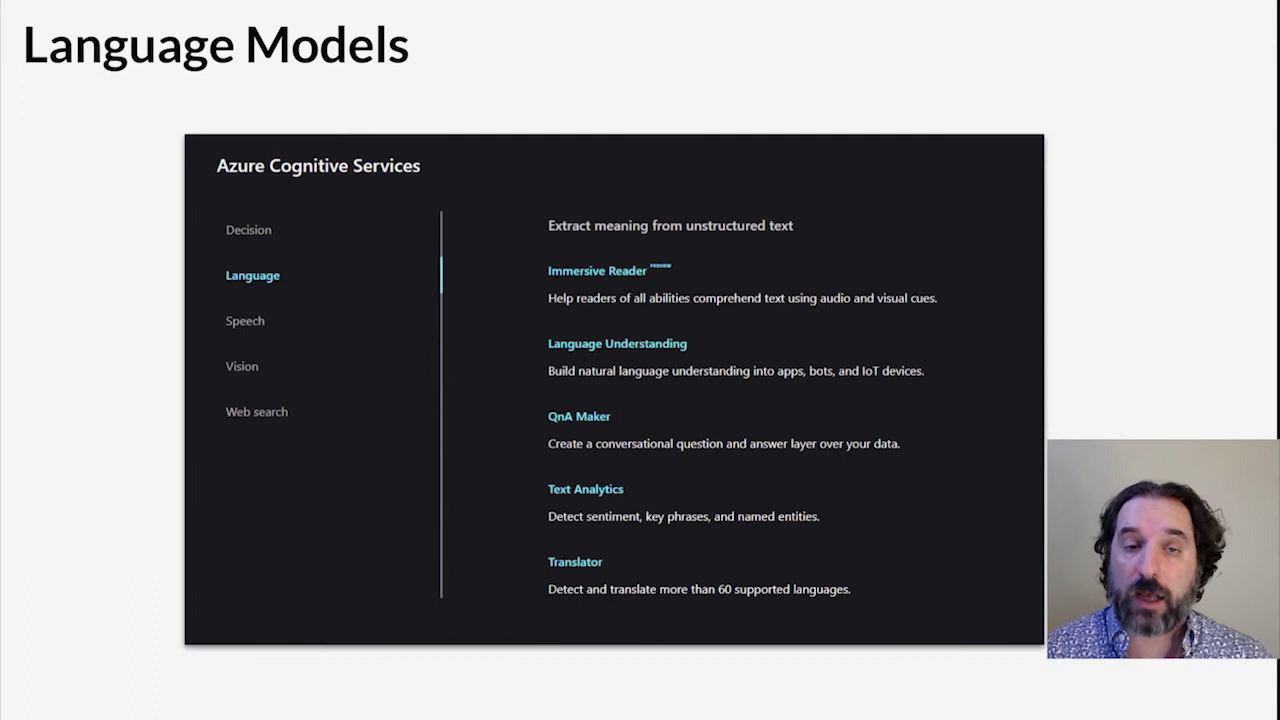 Language Models
Azure Cognitive Services
Decision
Language
Speech
Vision
Web search
Extract meaning from unstructured text
Immersive Reader PREVIEW
Help readers of all abilities comprehend text using audio and visual cues.
Language Understanding
Build natural language understanding into apps, bots, and IoT devices.
QnA Maker
Create a conversational question and answer layer over your data.
Text Analytics
Detect sentiment, key phrases, and named entities.
Translator
Detect and translate more than 60 supported languages.